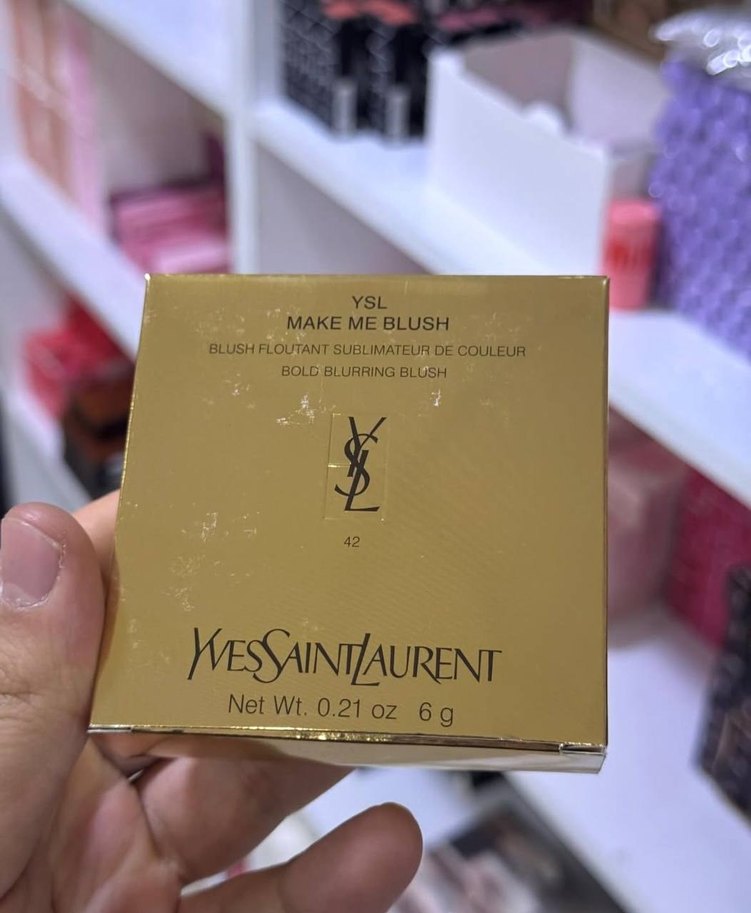 YSL
MAKE ME BLUSH
BLUSH FLOUTANT SUBLIMATEUR DE COULEUR
BOLD BLURRING BLUSH
YSL
42
YVESSAINTLAURENT
Net Wt. 0.21 oz 6 g